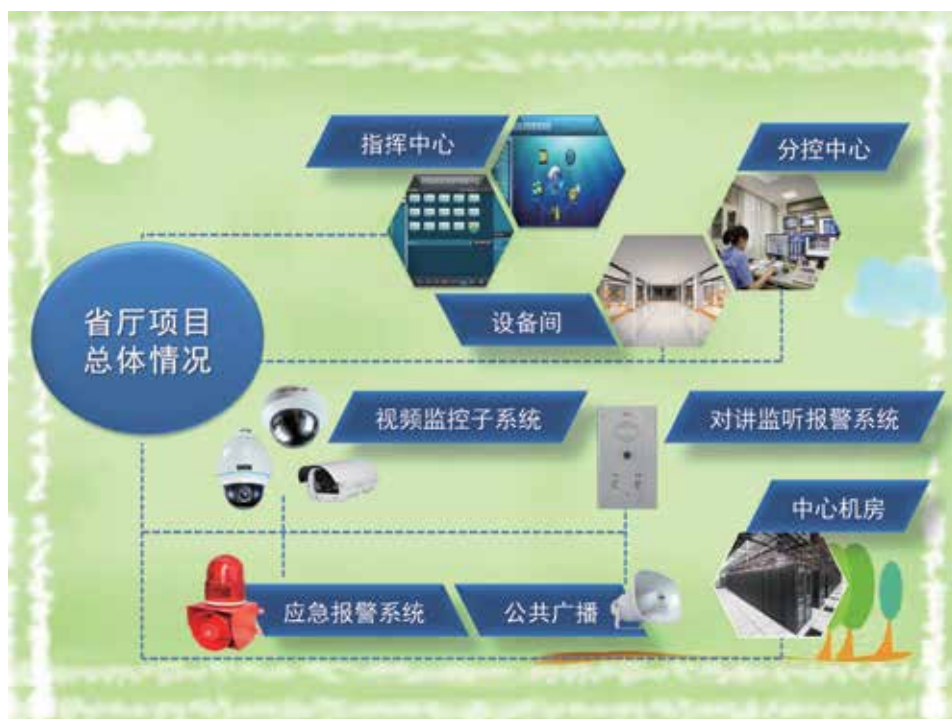 指挥中心
分控中心
设备间
省厅项目
总体情况
视频监控子系统
对讲监听报警系统
中心机房
应急报警系统
公共广播